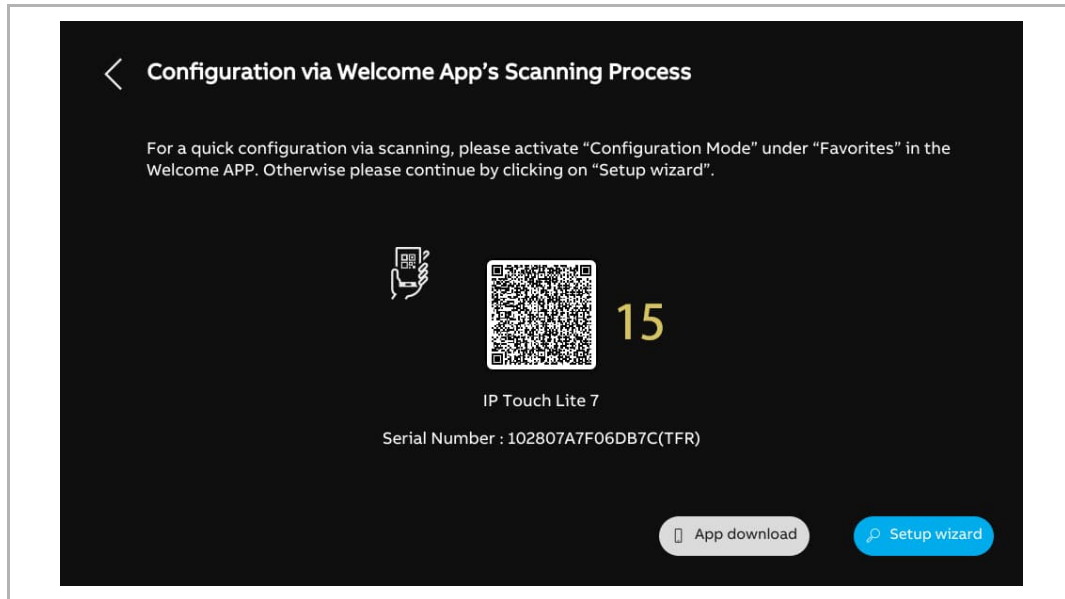 Configuration via Welcome App's Scanning Process
For a quick configuration via scanning, please activate “Configuration Mode” under “Favorites” in the
Welcome APP. Otherwise please continue by clicking on “Setup wizard”.
15
IP Touch Lite 7
Serial Number : 102807A7F06DB7C(TFR)
App download
Setup wizard